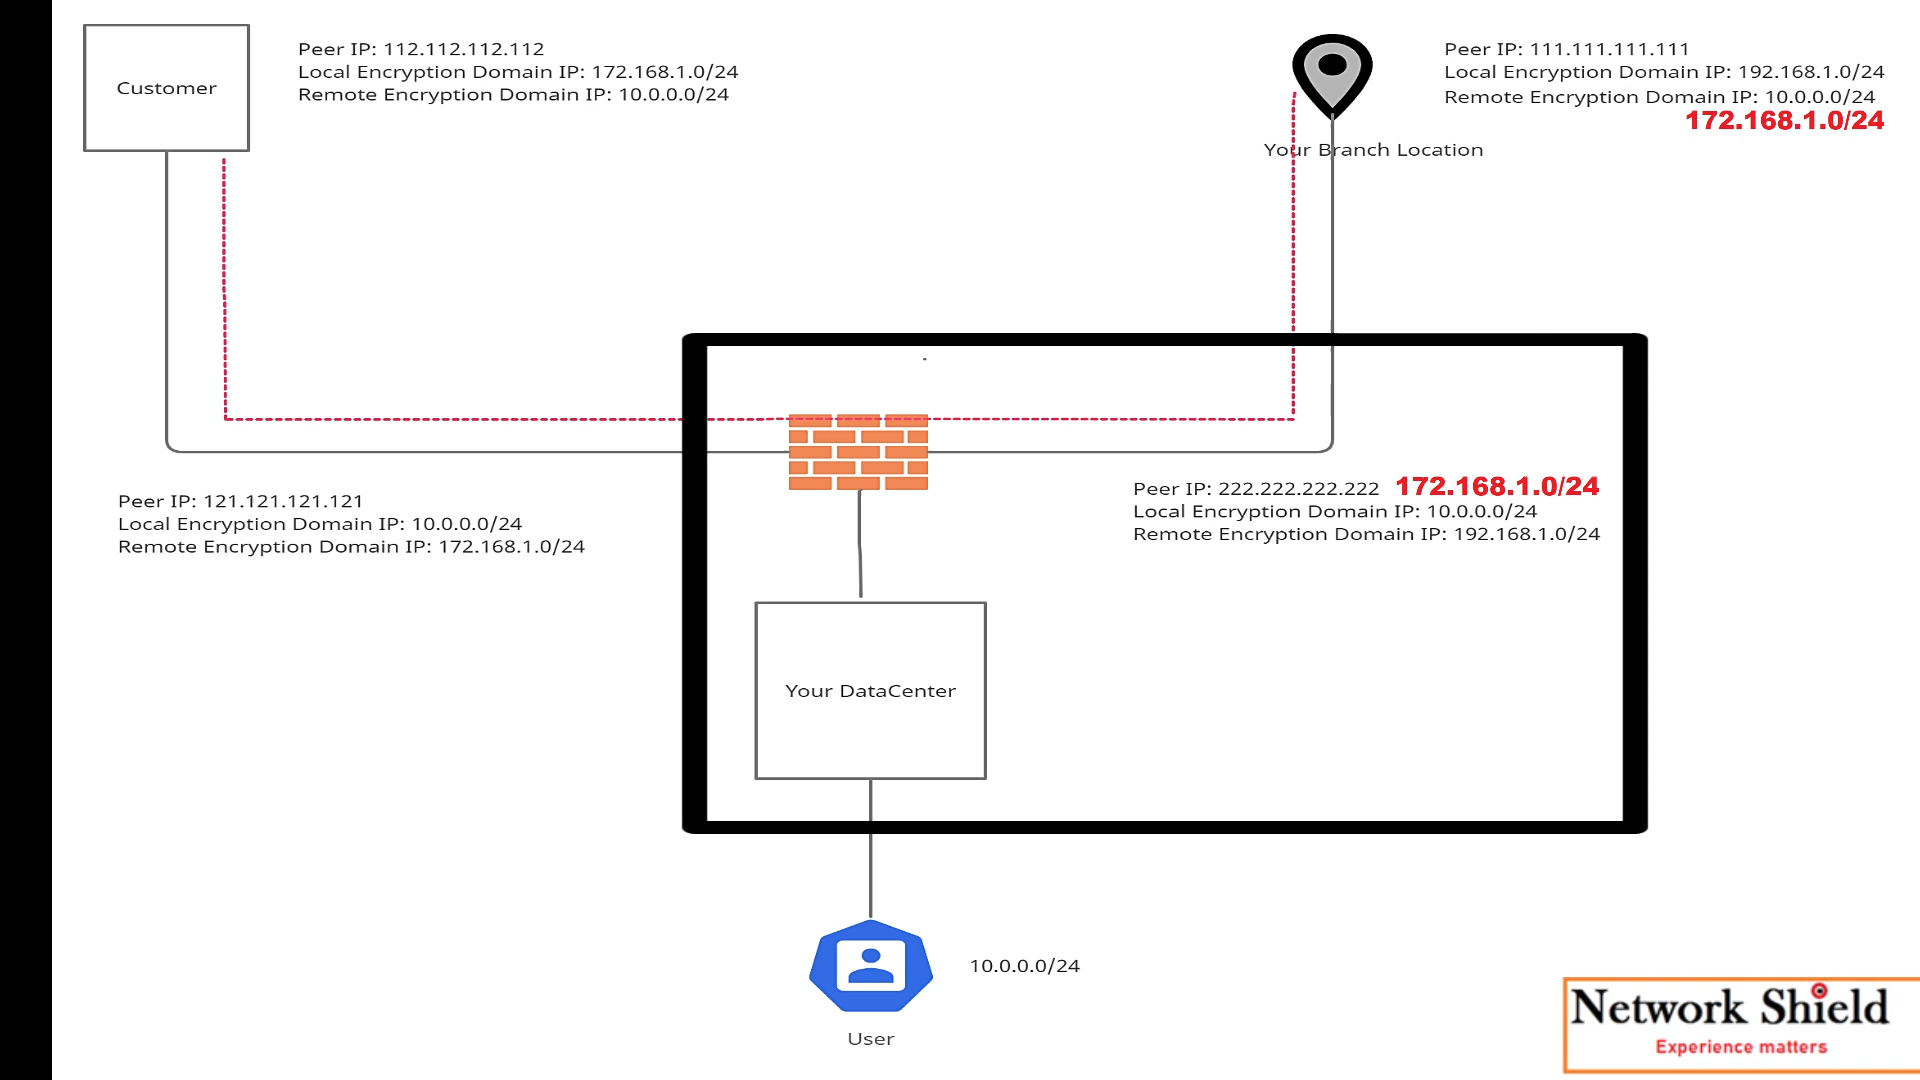 Customer
Peer IP: 112.112.112.112
Local Encryption Domain IP: 172.168.1.0/24
Remote Encryption Domain IP: 10.0.0.0/24
Peer IP: 111.111.111.111
Local Encryption Domain IP: 192.168.1.0/24
Remote Encryption Domain IP: 10.0.0.0/24
172.168.1.0/24
Your Branch Location
Peer IP: 121.121.121.121
Local Encryption Domain IP: 10.0.0.0/24
Remote Encryption Domain IP: 172.168.1.0/24
Peer IP: 222.222.222.222 172.168.1.0/24
Local Encryption Domain IP: 10.0.0.0/24
Remote Encryption Domain IP: 192.168.1.0/24
Your DataCenter
10.0.0.0/24
User
Network Shield
Experience matters